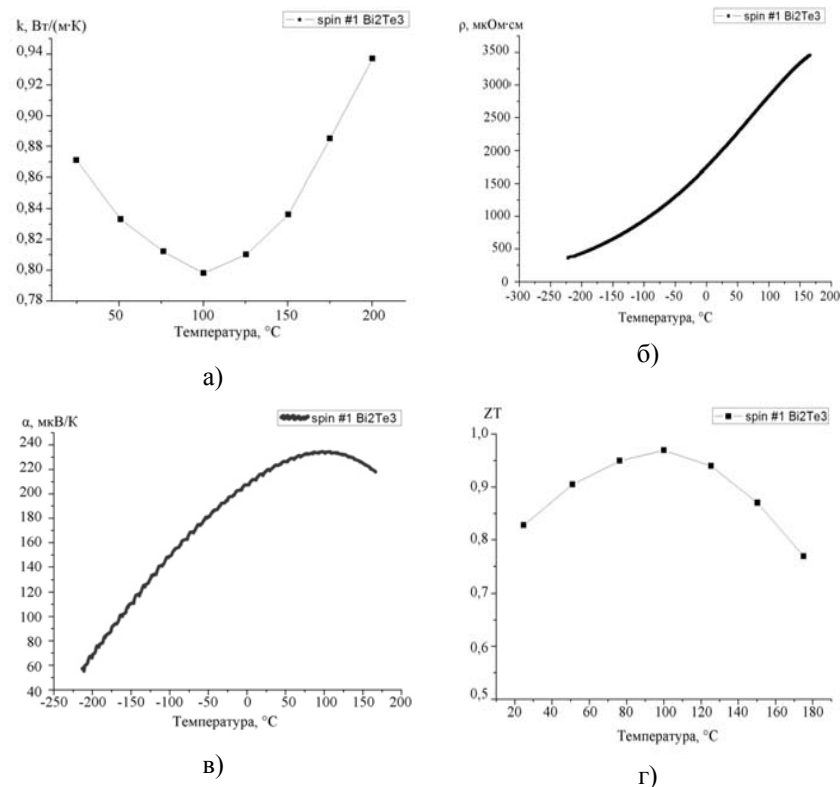 k, Вт/(м·К)
spin #1 Bi2Te3
0,94
0,92
0,90
0,88
0,86
0,84
0,82
0,80
0,78
50 100 150 200
Температура, °C
а)
ρ, мкОм·см
spin #1 Bi2Te3
3500
3000
2500
2000
1500
1000
500
0
-300 -250 -200 -150 -100 -50 0 50 100 150 200
Температура, °C
б)
α, мкВ/К
spin #1 Bi2Te3
240
220
200
180
160
140
120
100
80
60
40
-250 -200 -150 -100 -50 0 50 100 150 200
Температура, °C
в)
ZT
spin #1 Bi2Te3
1,0
0,9
0,8
0,7
0,6
0,5
20 40 60 80 100 120 140 160 180
Температура, °C
г)